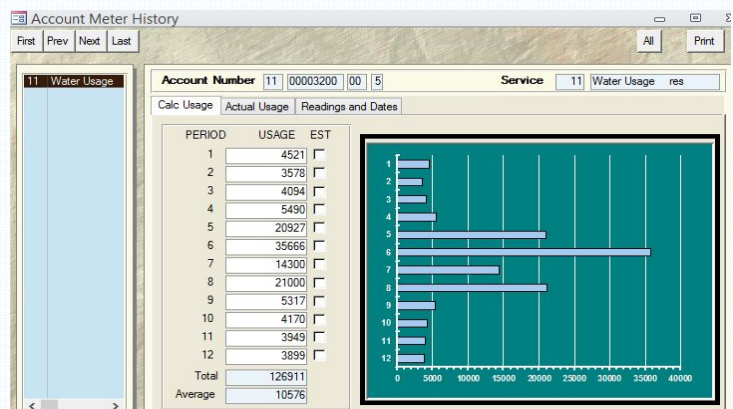 Account Meter History
First Prev Next Last All Print
11 Water Usage
Account Number 11 00003200 00 5 Service 11 Water Usage res
Calc Usage Actual Usage Readings and Dates
PERIOD USAGE EST
1 4521
2 3578
3 4094
4 5490
5 20927
6 35666
7 14300
8 21000
9 5317
10 4170
11 3949
12 3899
Total 126911
Average 10576
1
2
3
4
5
6
7
8
9
10
11
12
0 5000 10000 15000 20000 25000 30000 35000 40000